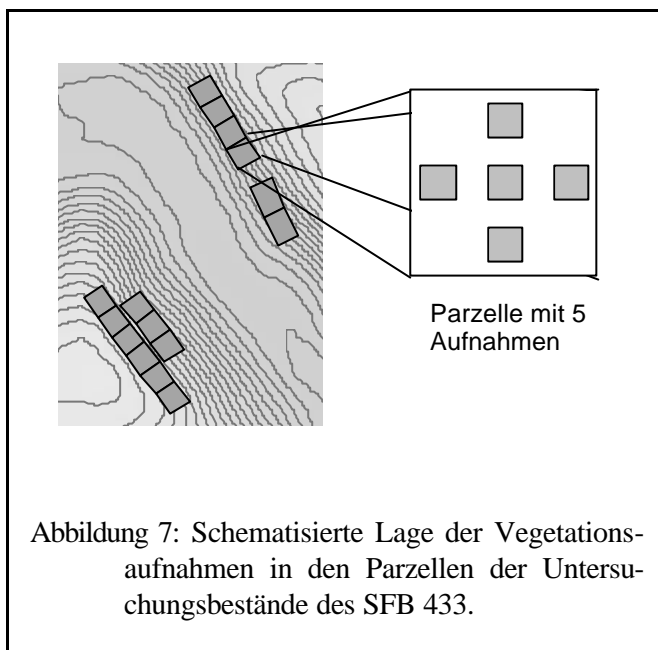 Parzelle mit 5
Aufnahmen
Abbildung 7: Schematisierte Lage der Vegetations-
aufnahmen in den Parzellen der Untersu-
chungsbestände des SFB 433.